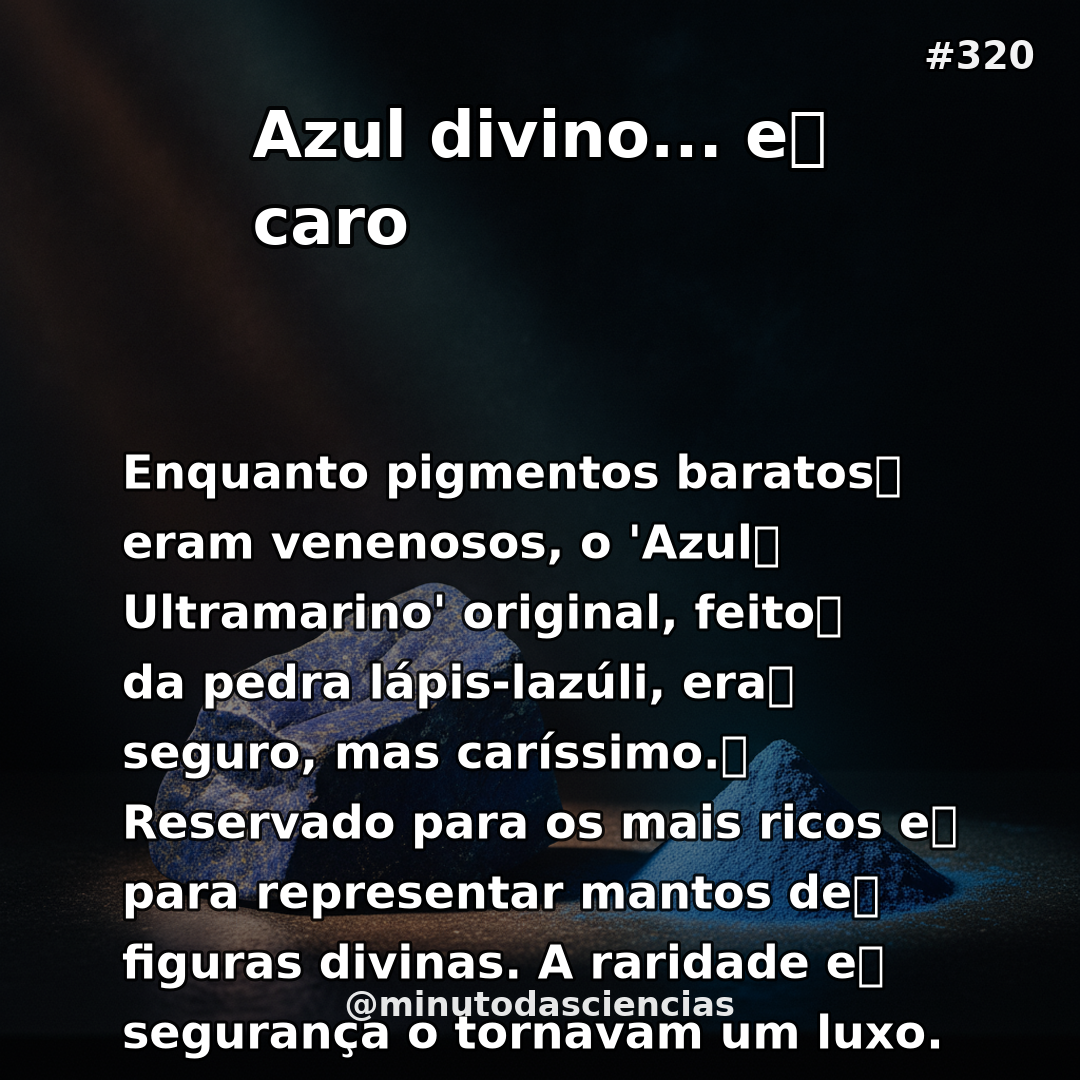 #320
Azul divino... e
caro
Enquanto pigmentos baratos
eram venenosos, o 'Azul
Ultramarino' original, feito
da pedra lápis-lazúli, era
seguro, mas caríssimo.
Reservado para os mais ricos e
para representar mantos de
figuras divinas. A raridade e
@minutodasciencias
segurança o tornavam um luxo.